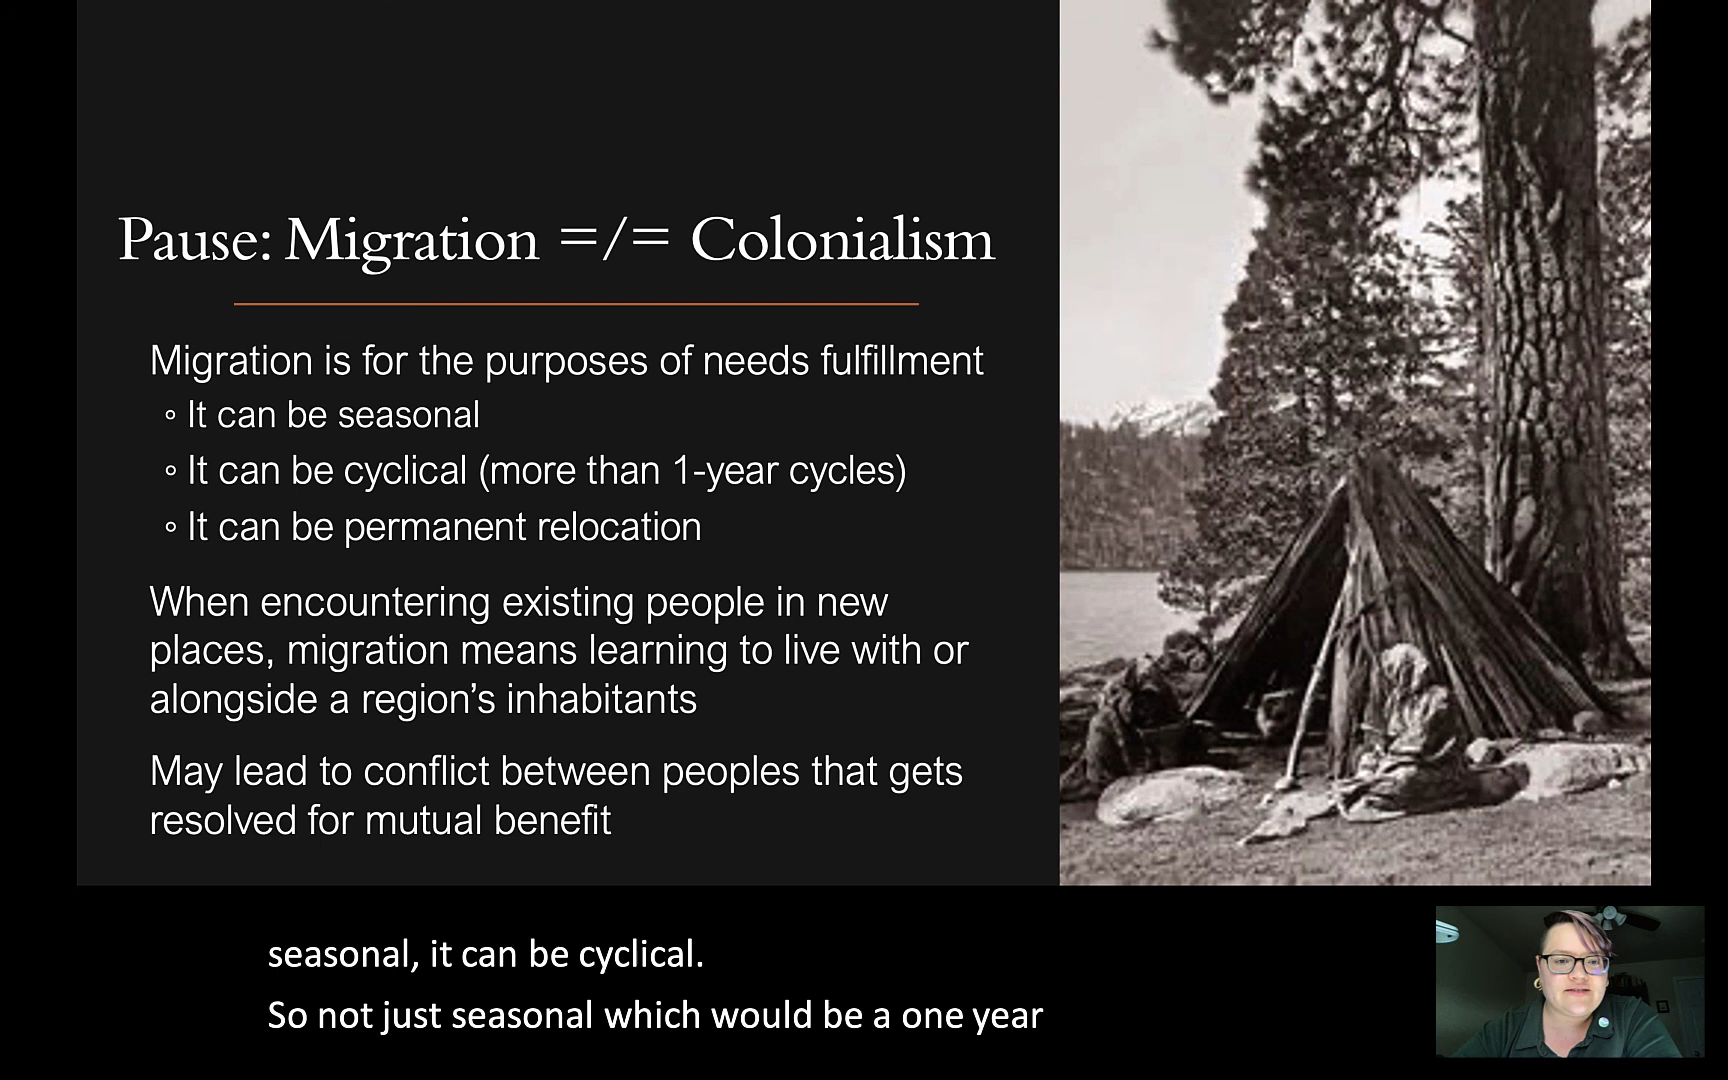 Pause: Migration =/= Colonialism
Migration is for the purposes of needs fulfillment
◦ It can be seasonal
◦ It can be cyclical (more than 1-year cycles)
◦ It can be permanent relocation
When encountering existing people in new
places, migration means learning to live with or
alongside a region’s inhabitants
May lead to conflict between peoples that gets
resolved for mutual benefit
seasonal, it can be cyclical.
So not just seasonal which would be a one year